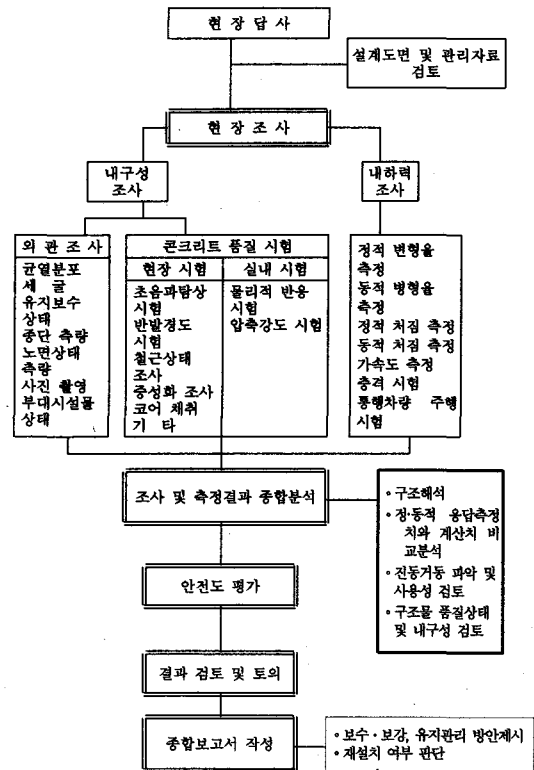 현 장 답 사
설계도면 및 관리자료
검토
현 장 조 사
내구성
조사
내하력
조사
외 관 조 사
균열분포
세 굴
유지보수
상태
중단 측량
노면상태
측량
사진 촬영
부대시설물
상태
콘크리트 품질 시험
현장 시험
초음파탐상
시험
반발정도
시험
철근상태
조사
중성화 조사
코어 채취
기 타
실내 시험
물리적 반응
시험
압축강도 시험
정적 변형율
측정
동적 병형율
측정
정적 처짐 측정
동적 처짐 측정
가속도 측정
충격 시험
통행차량 주행
시험
조사 및 측정결과 종합분석
∘ 구조해석
∘ 정·동적 응답측정
치와 계산치 비
교분석
∘ 진동거동 파악 및
사용성 검토
∘ 구조물 품질상태
및 내구성 검토
안전도 평가
결과 검토 및 토의
종합보고서 작성
∘ 보수·보강, 유지관리 방안제시
∘ 재설치 여부 판단